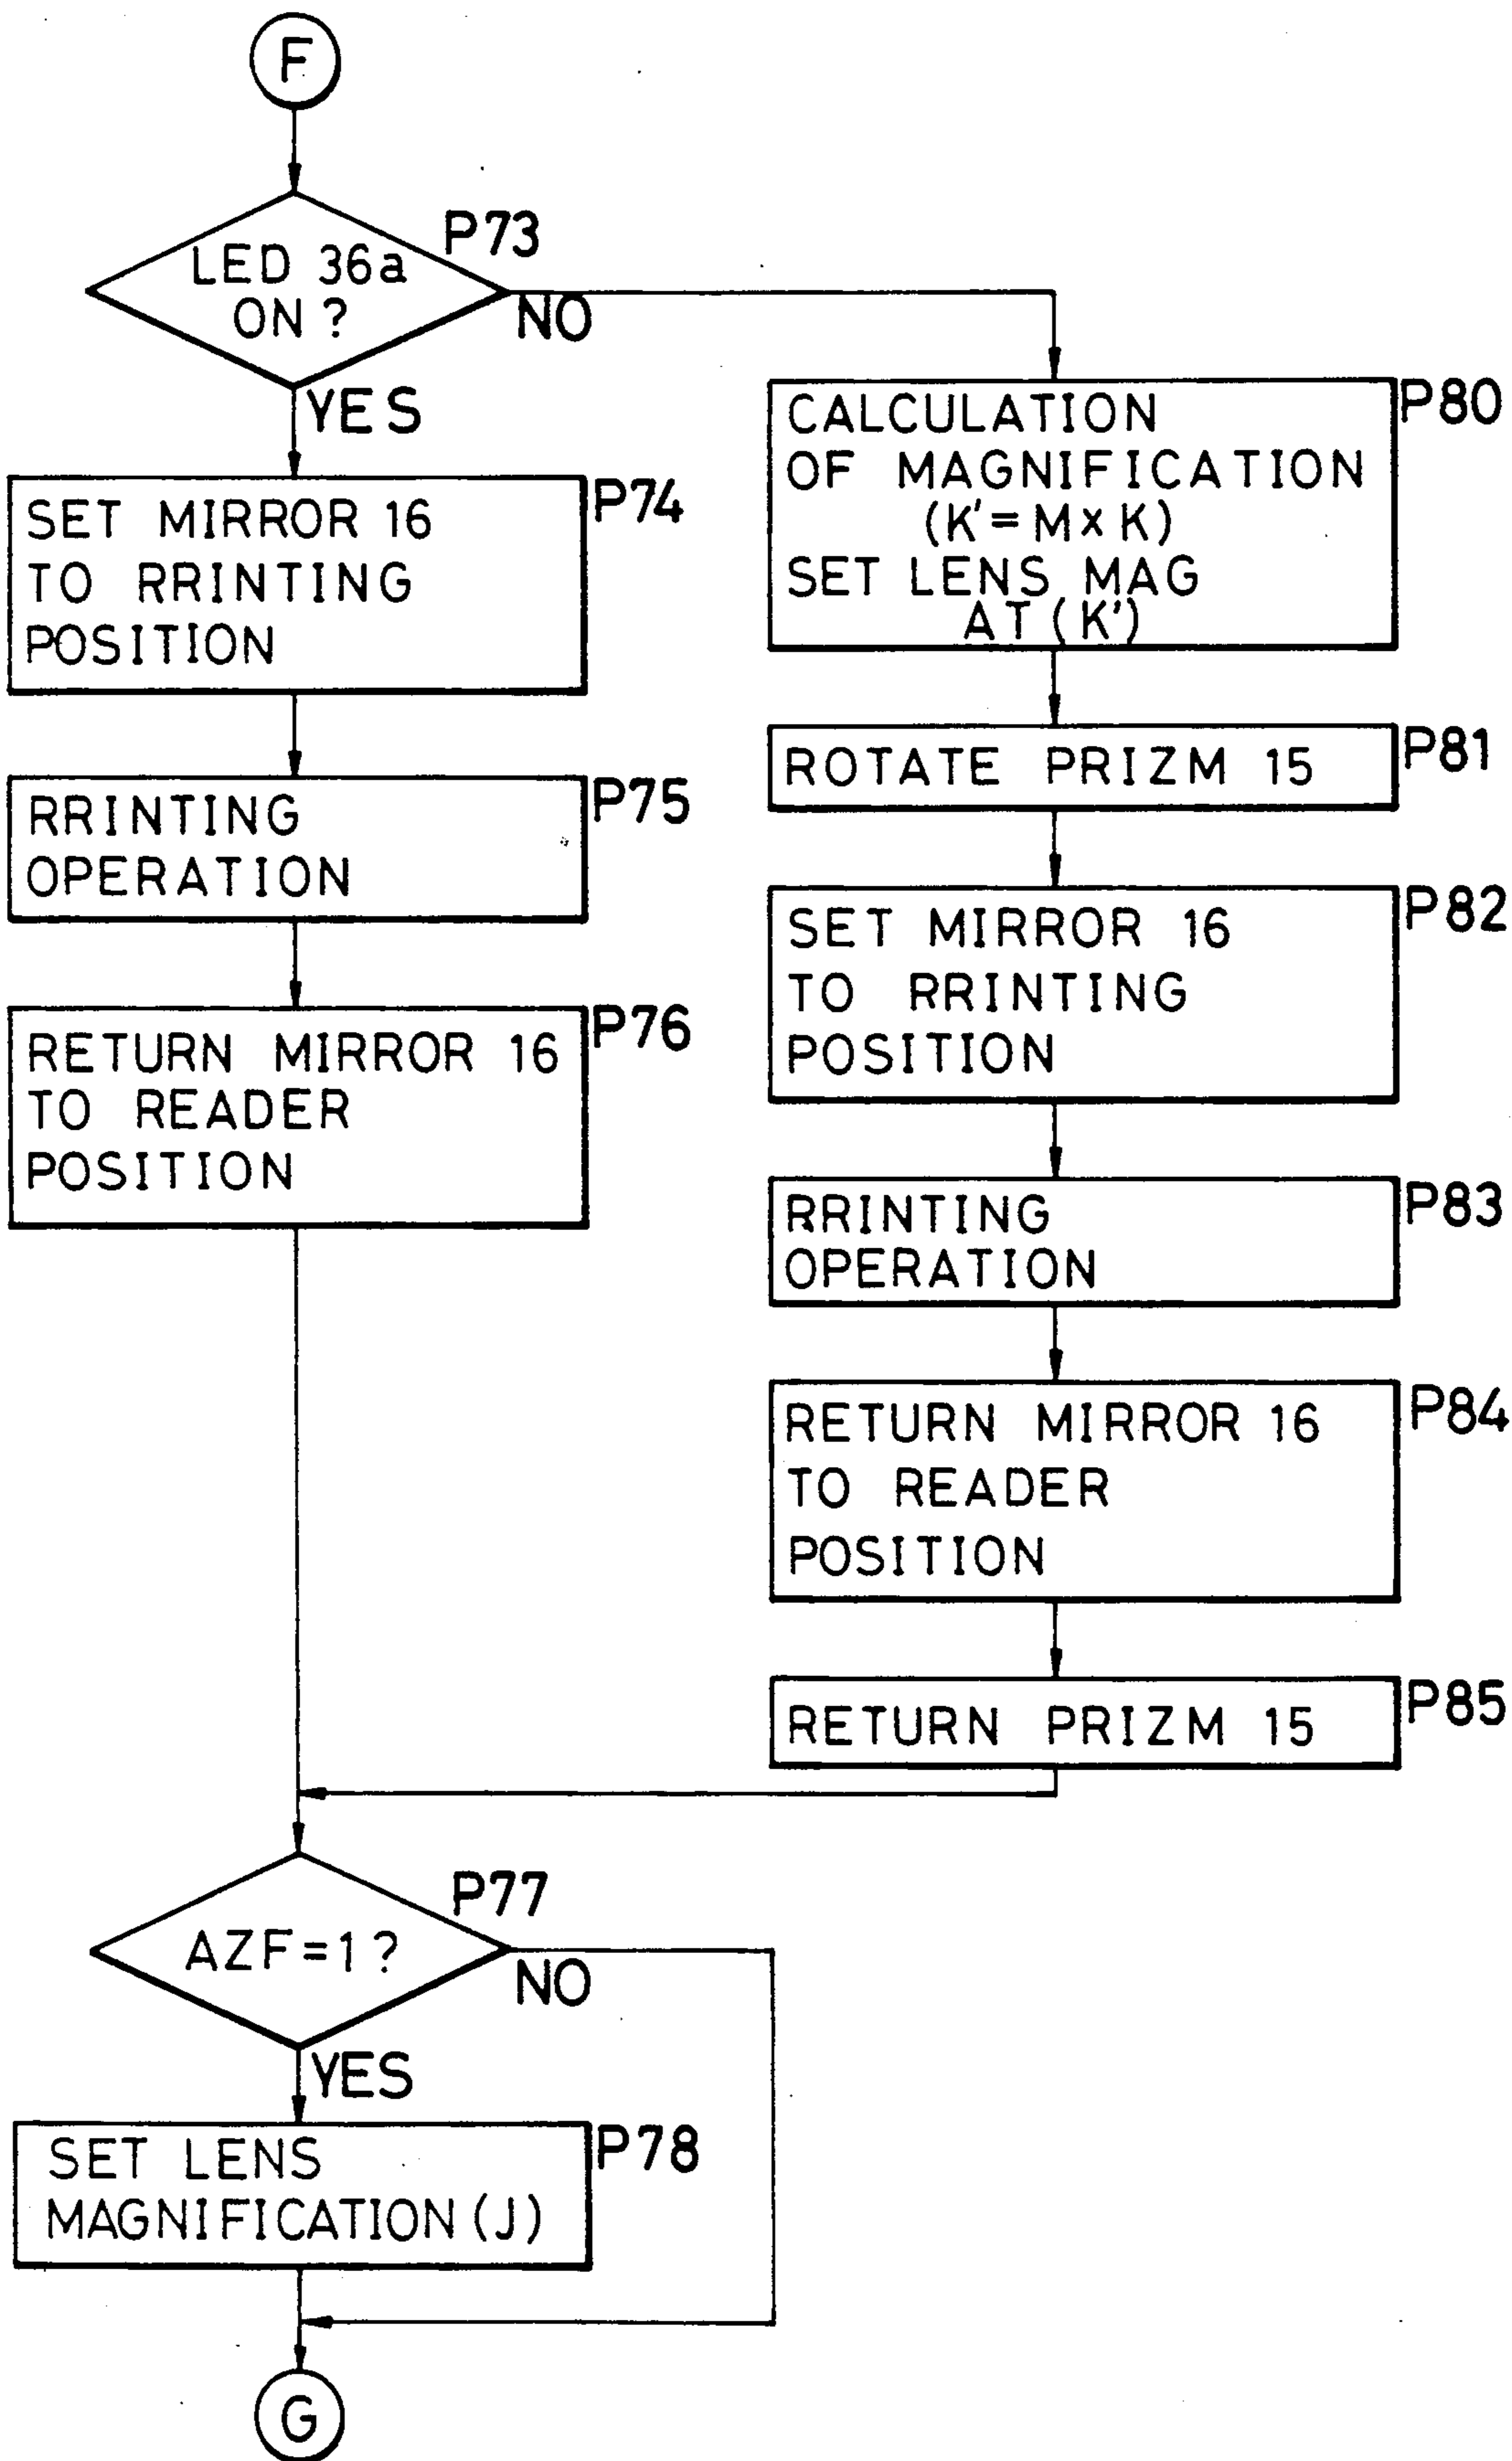 F
P73
LED 36a
ON ?
NO
YES
P74
SET MIRROR 16
TO RRINTING
POSITION
P75
RRINTING
OPERATION
P76
RETURN MIRROR 16
TO READER
POSITION
P80
CALCULATION
OF MAGNIFICATION
(K'=M×K)
SET LENS MAG
AT (K')
P81
ROTATE PRIZM 15
P82
SET MIRROR 16
TO RRINTING
POSITION
P83
RRINTING
OPERATION
P84
RETURN MIRROR 16
TO READER
POSITION
P85
RETURN PRIZM 15
P77
AZF=1 ?
NO
YES
P78
SET LENS
MAGNIFICATION (J)
G